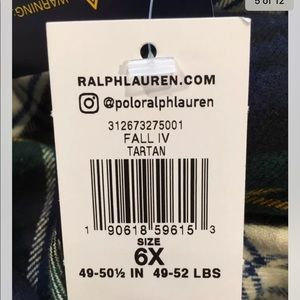 5 of 12
WARNING:
RALPHLAUREN.COM
@poloralphlauren
312673275001
FALL IV
TARTAN
1 90618 59615 3
SIZE
6X
49-50½ IN 49-52 LBS